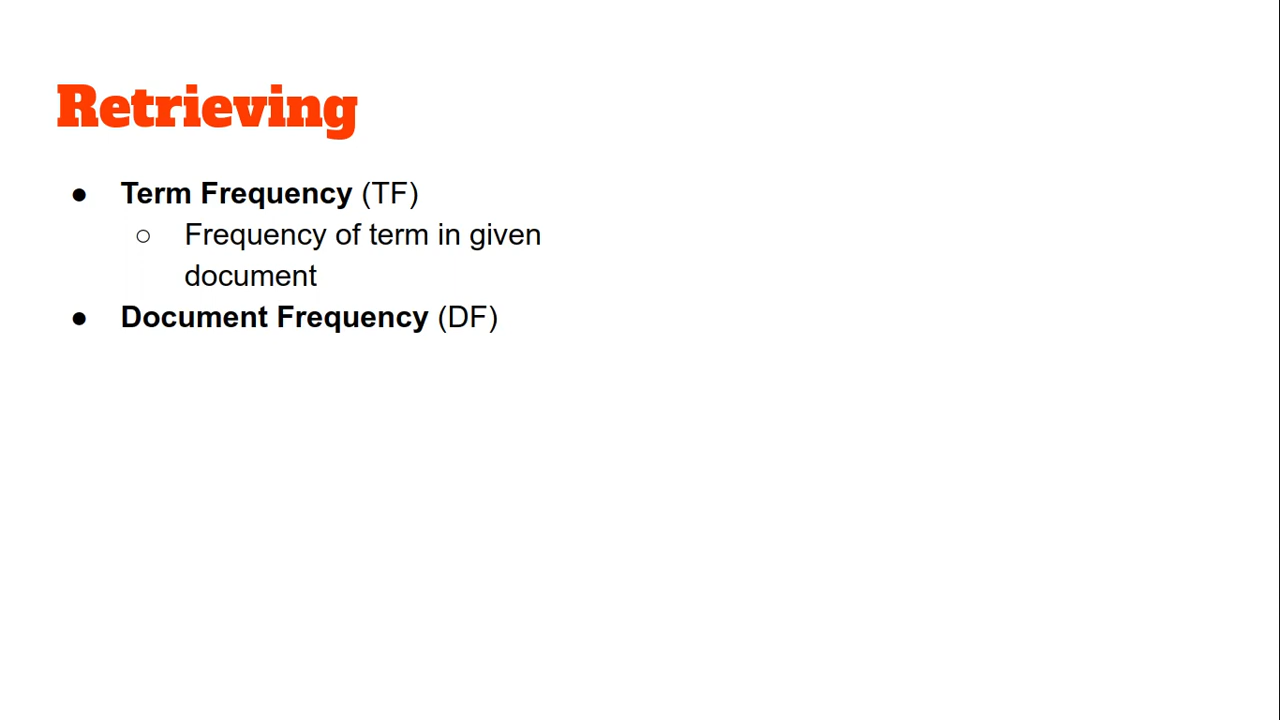 Retrieving
● Term Frequency (TF)
○ Frequency of term in given
document
● Document Frequency (DF)